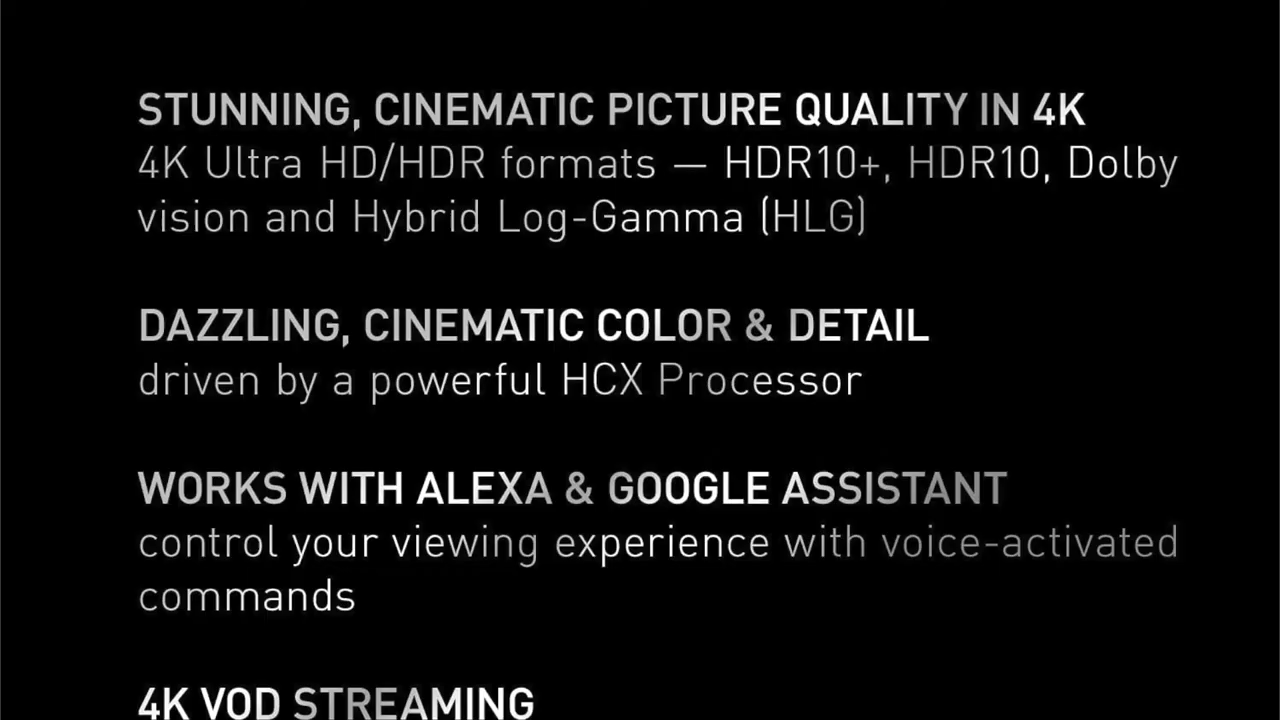 STUNNING, CINEMATIC PICTURE QUALITY IN 4K
4K Ultra HD/HDR formats — HDR10+, HDR10, Dolby
vision and Hybrid Log-Gamma (HLG)
DAZZLING, CINEMATIC COLOR & DETAIL
driven by a powerful HCX Processor
WORKS WITH ALEXA & GOOGLE ASSISTANT
control your viewing experience with voice-activated
commands
4K VOD STREAMING